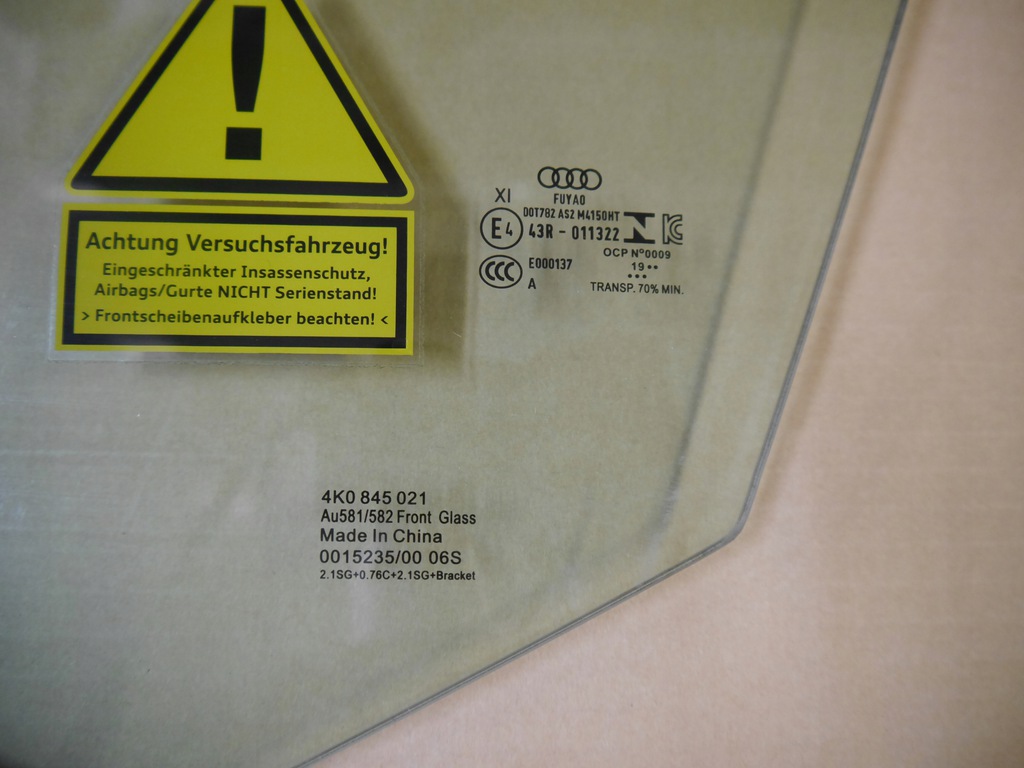 !
Achtung Versuchsfahrzeug!
Eingeschränkter Insassenschutz,
Airbags/Gurte NICHT Serienstand!
> Frontscheibenaufkleber beachten! <
FUYAO
XI
DOT782 AS2 M4150HT
E4 43R - 011322
OCP Nº0009
CCC E000137
A
19••
•••
TRANSP. 70% MIN.
4K0 845 021
Au581/582 Front Glass
Made In China
0015235/00 06S
2.1SG+0.76C+2.1SG+Bracket